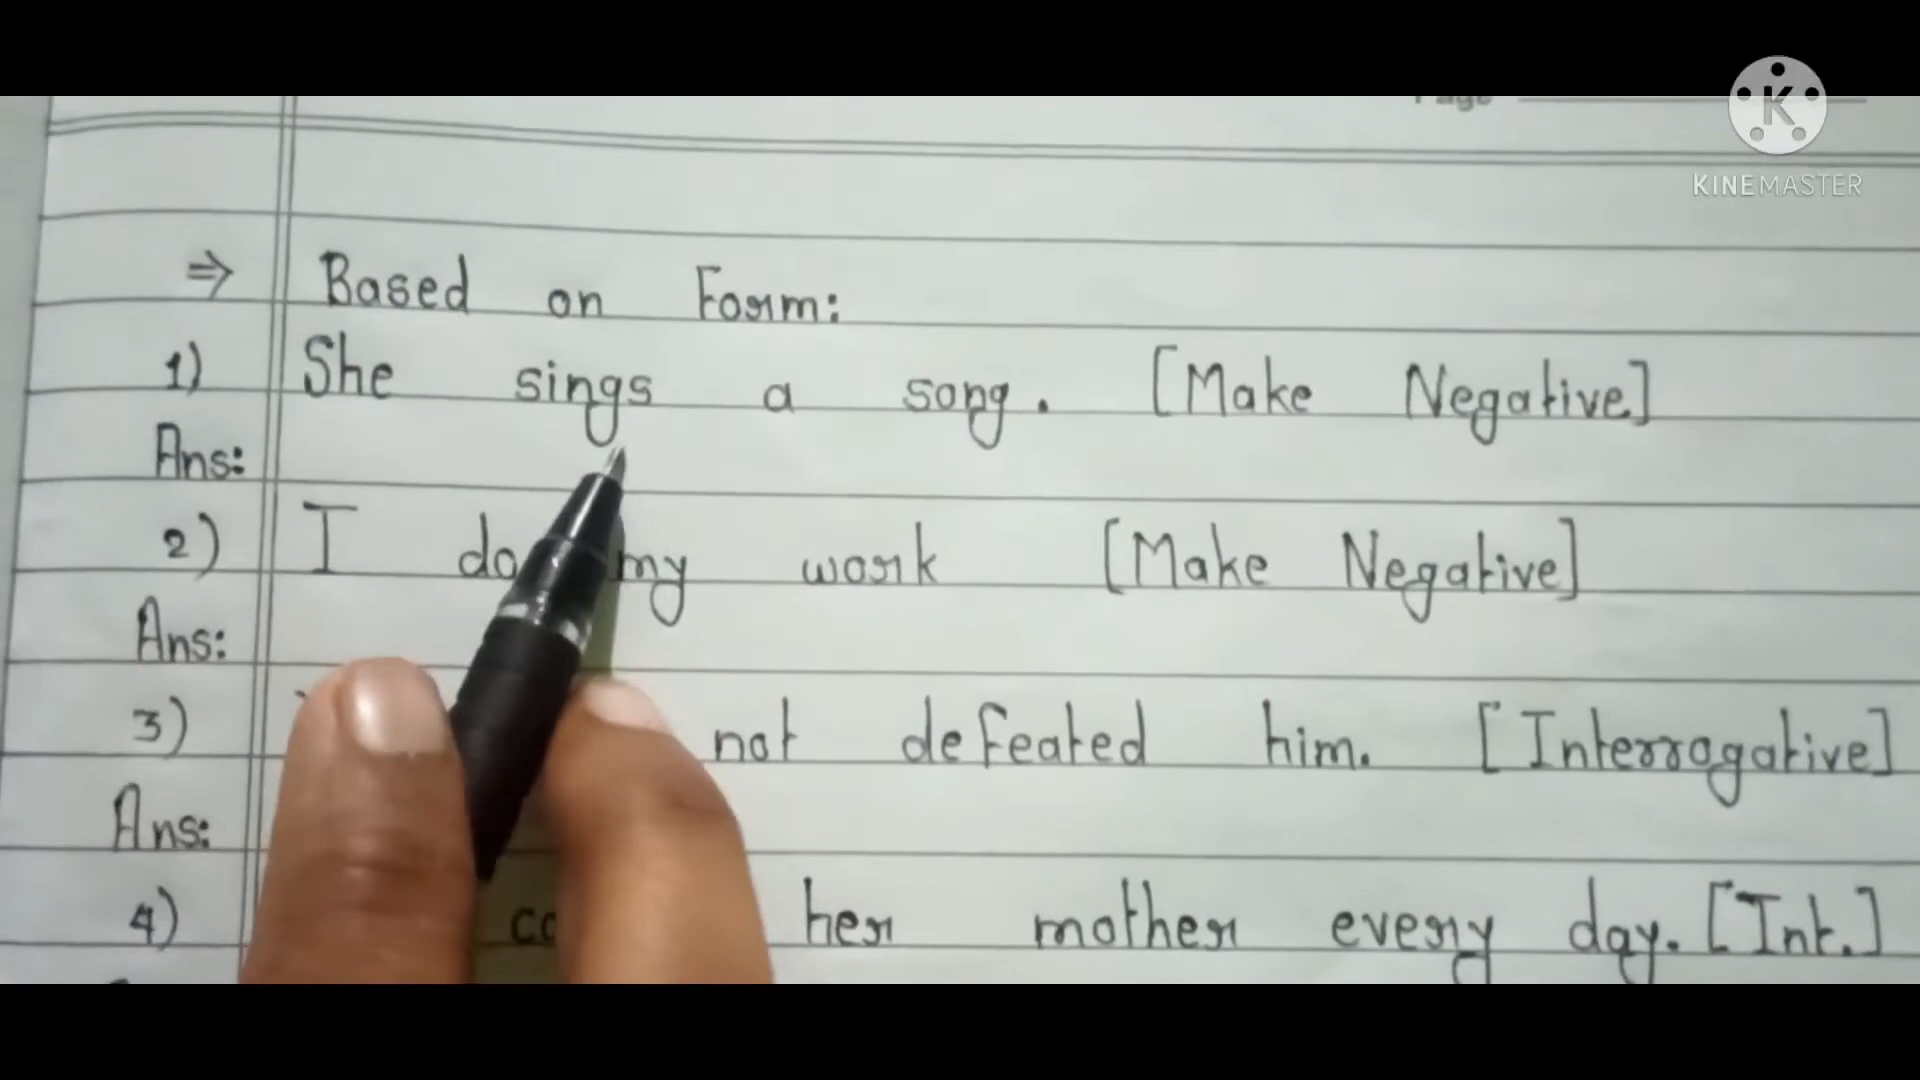 Page
KINEMASTER
⇒ Based on Form:
1) She sings a song. [Make Negative]
Ans:
2) I do my work [Make Negative]
Ans:
3) not defeated him. [Interrogative]
Ans:
4) her mother every day. [Int.]